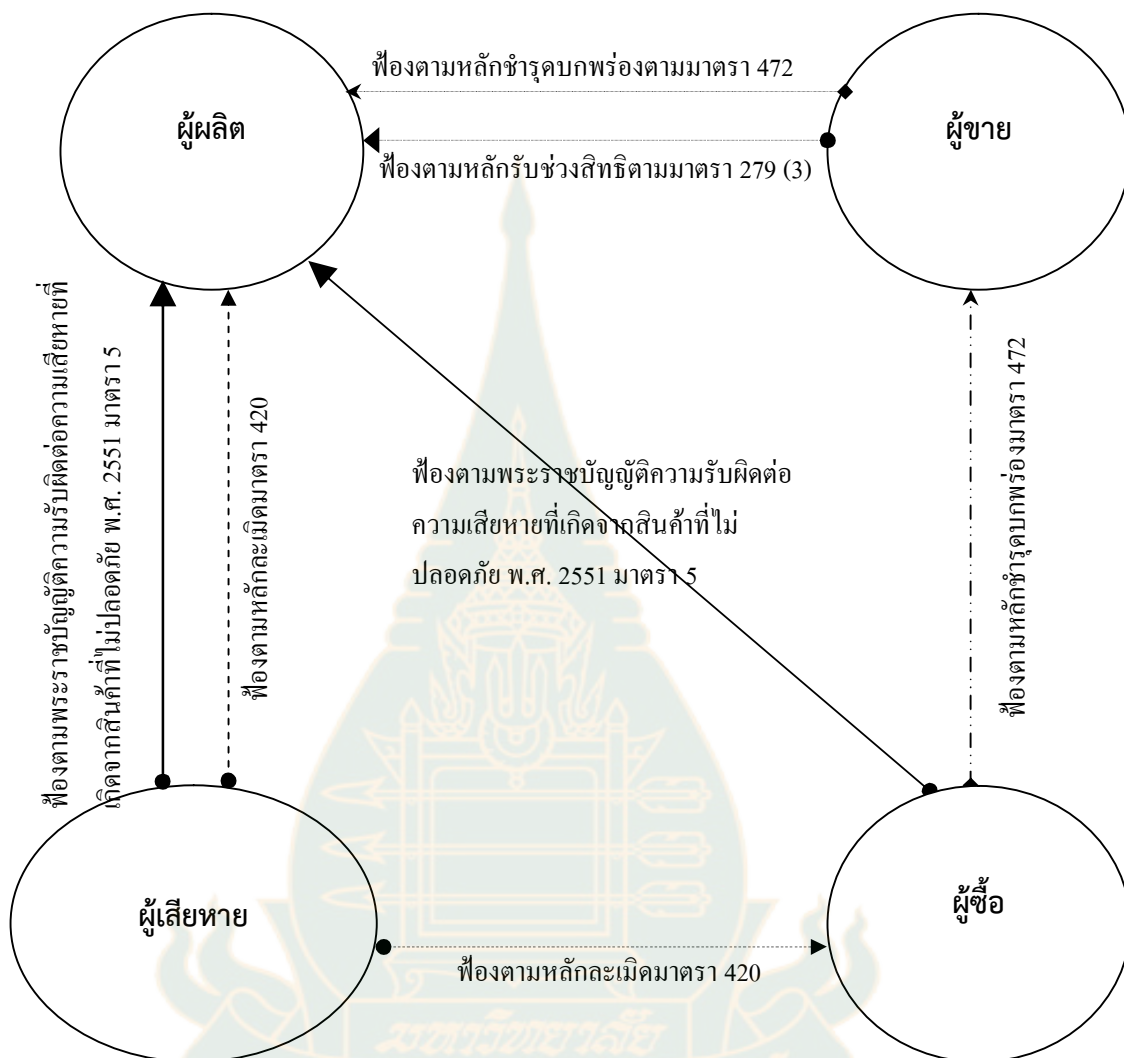 ฟ้องตามหลักชำรุดบกพร่องตามมาตรา 472
ผู้ผลิต
ผู้ขาย
ฟ้องตามหลักรับช่วงสิทธิตามมาตรา 279 (3)
ฟ้องตามพระราชบัญญัติความรับผิดต่อความเสียหายที่
เกิดจากสินค้าที่ไม่ปลอดภัย พ.ศ. 2551 มาตรา 5
ฟ้องตามหลักละเมิดมาตรา 420
ฟ้องตามพระราชบัญญัติความรับผิดต่อ
ความเสียหายที่เกิดจากสินค้าที่ไม่
ปลอดภัย พ.ศ. 2551 มาตรา 5
ฟ้องตามหลักชำรุดบกพร่องมาตรา 472
ผู้เสียหาย
ผู้ซื้อ
ฟ้องตามหลักละเมิดมาตรา 420
มหาวิทยาลัย